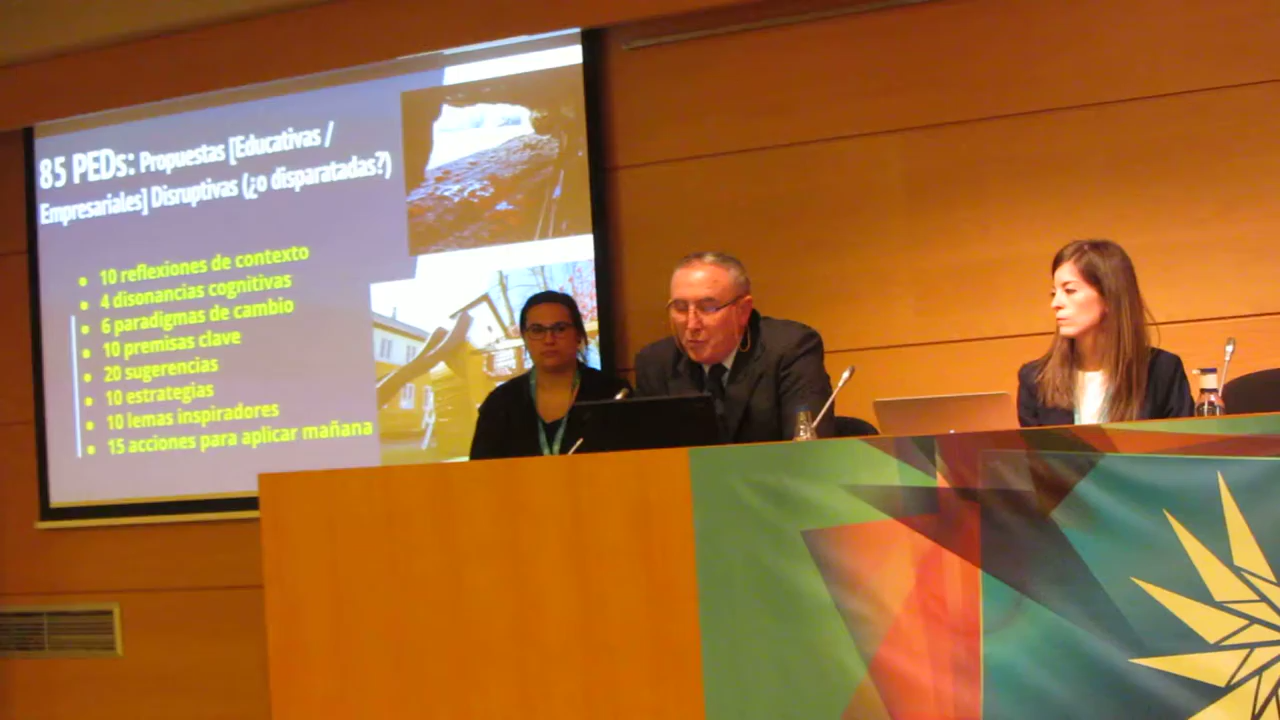 85 PEDs: Propuestas [Educativas /
Empresariales] Disruptivas (¿o disparatadas?)
• 10 reflexiones de contexto
• 4 disonancias cognitivas
• 6 paradigmas de cambio
• 10 premisas clave
• 20 sugerencias
• 10 estrategias
• 10 lemas inspiradores
• 15 acciones para aplicar mañana